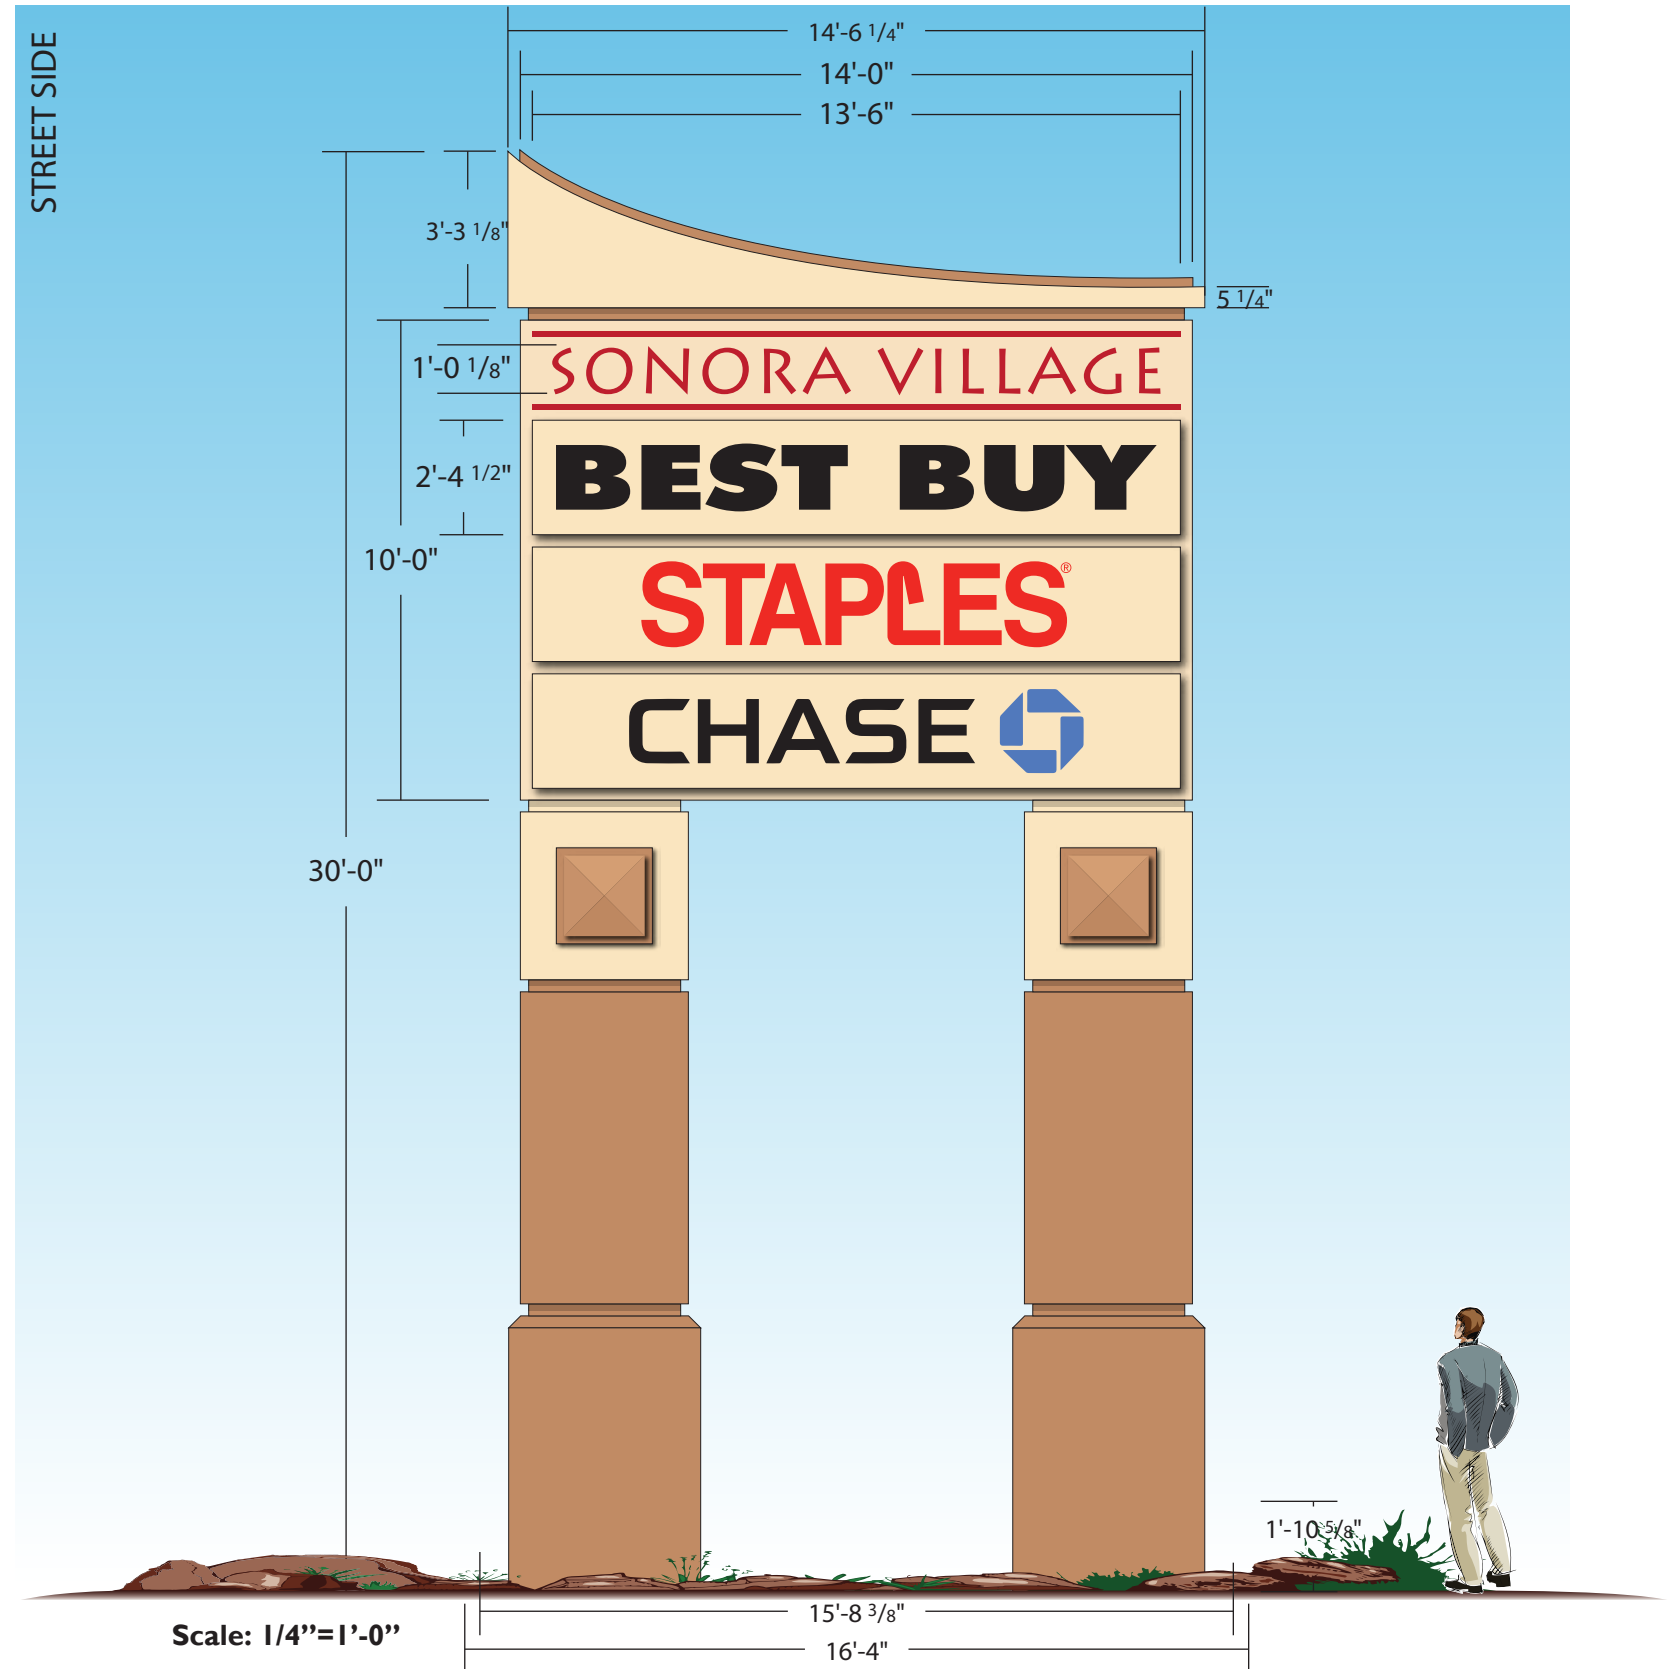 STREET SIDE
14'-6 1/4"
14'-0"
13'-6"
3'-3 1/8"
5 1/4"
SONORA VILLAGE
1'-0 1/8"
BEST BUY
2'-4 1/2"
10'-0"
STAPLES®
CHASE
30'-0"
1'-10 5/8"
15'-8 3/8"
Scale: 1/4”=1’-0”
16'-4"